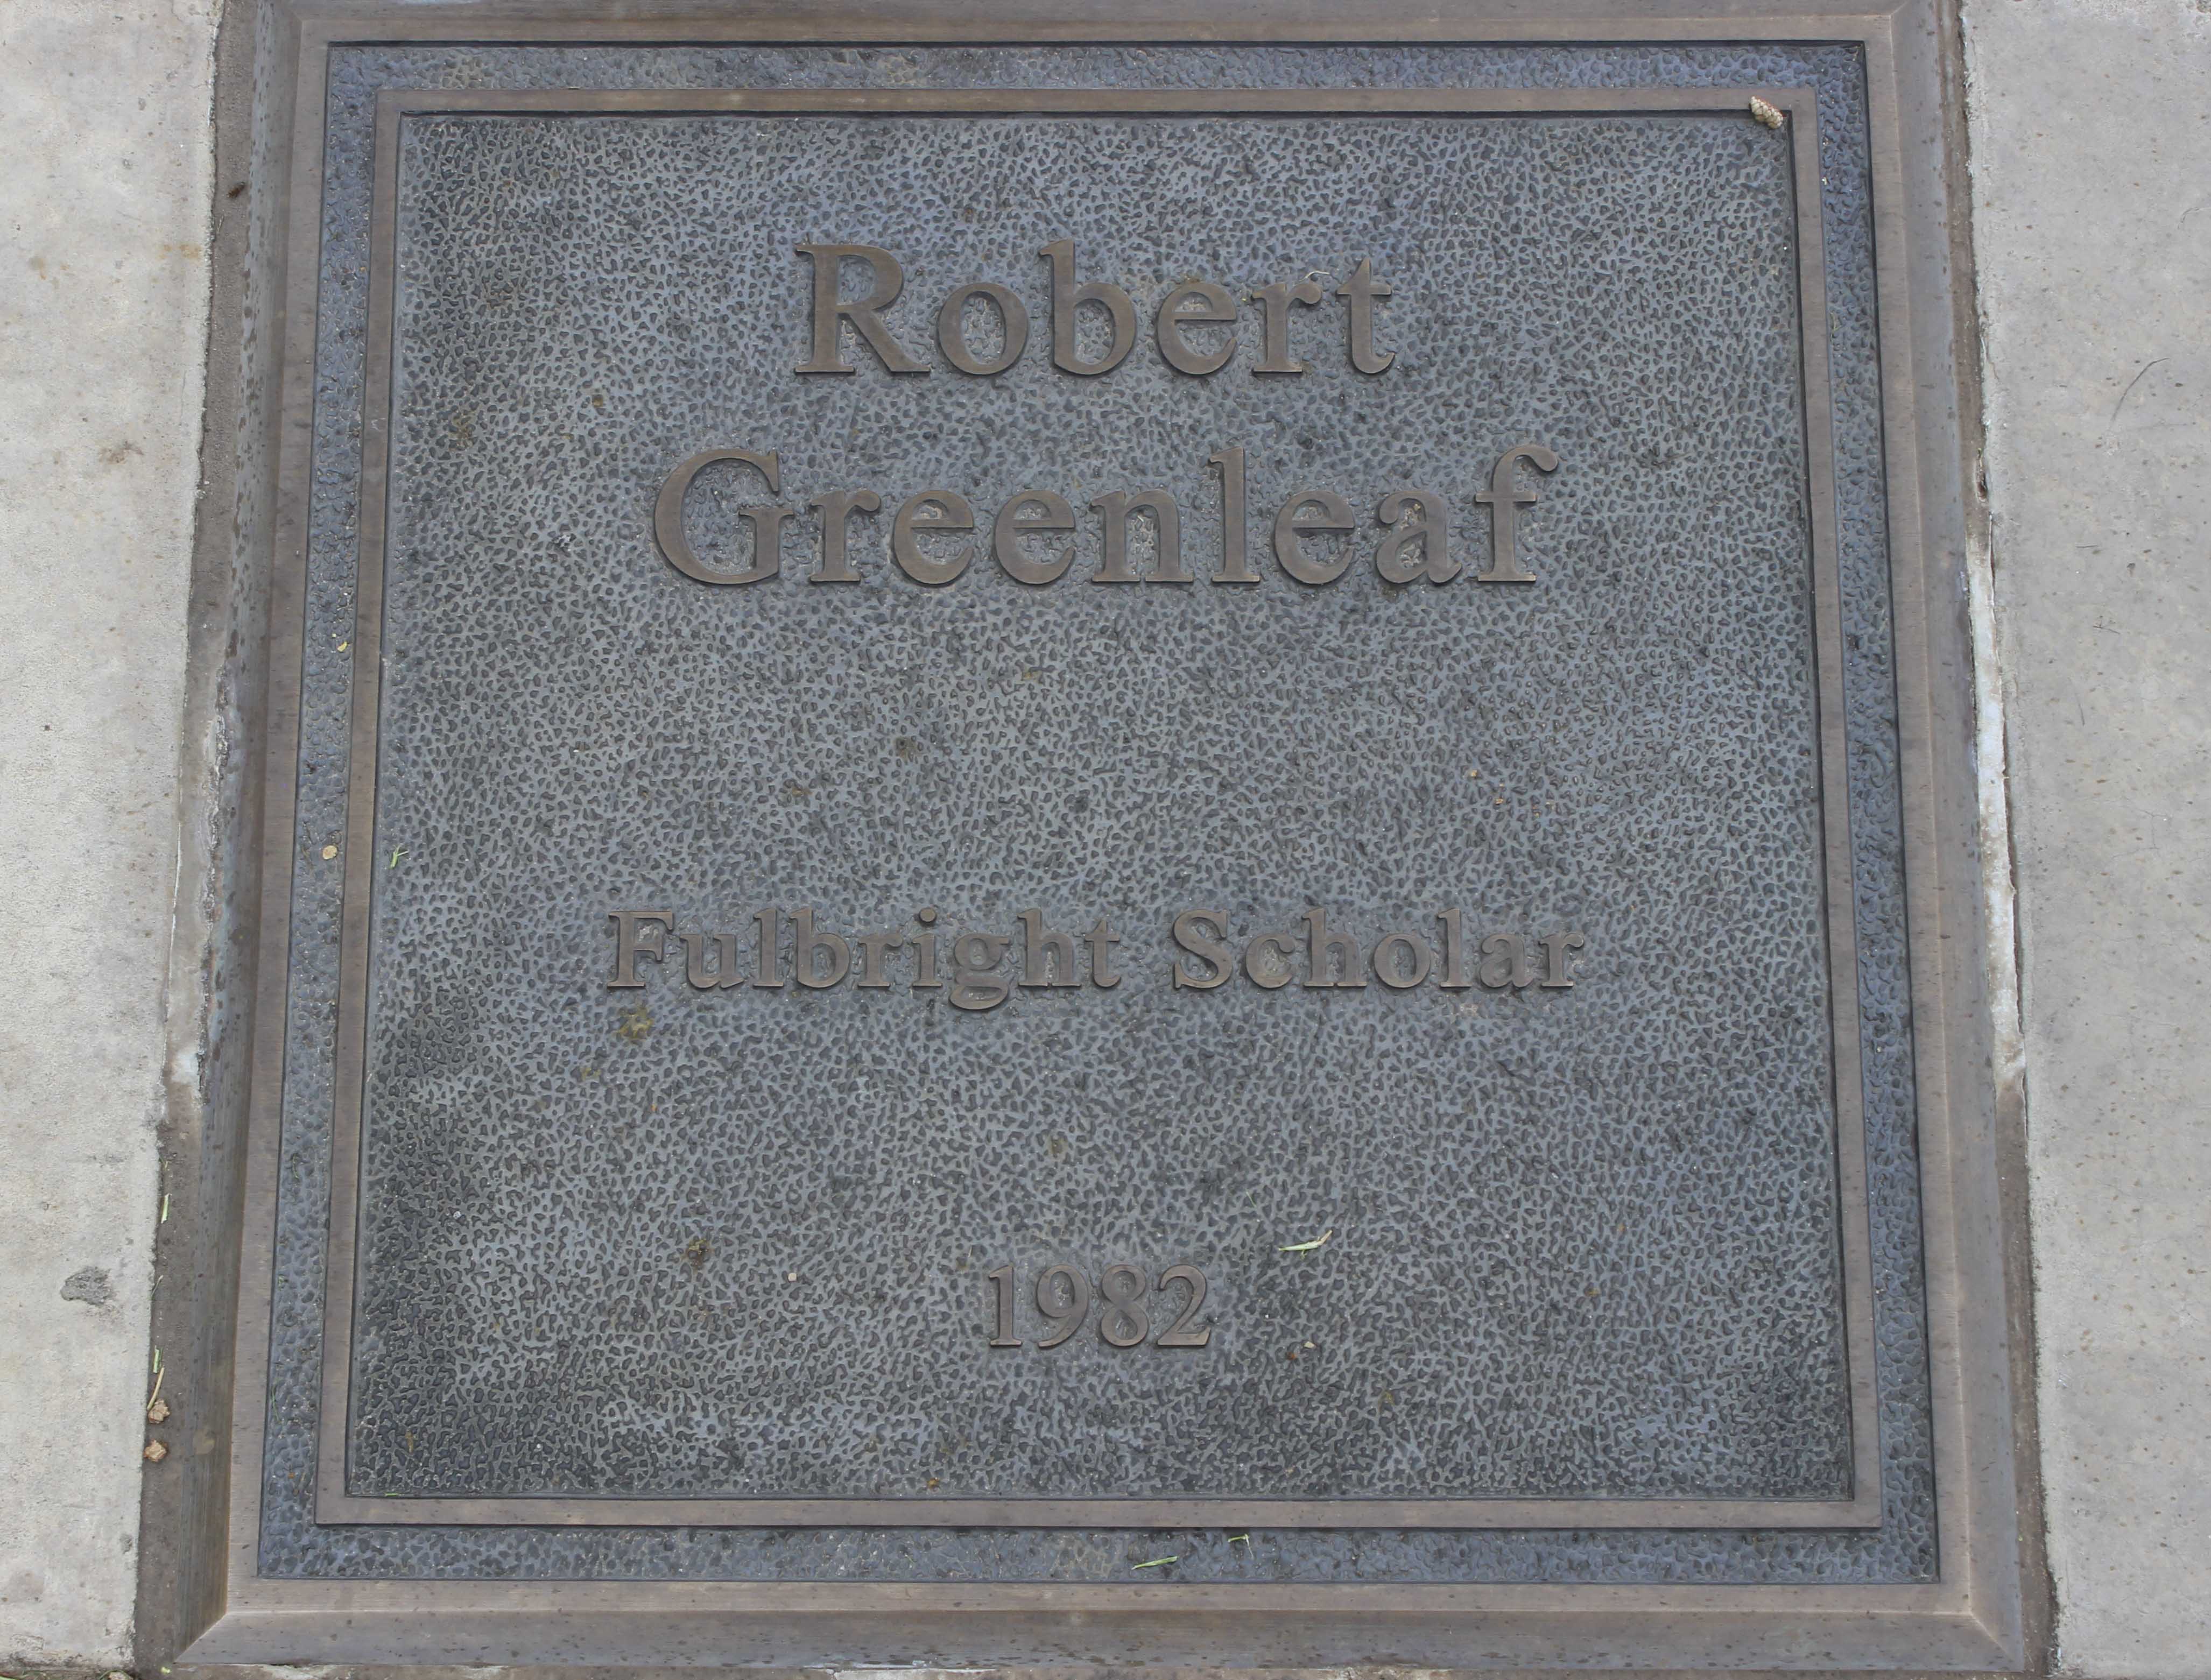 Robert
Greenleaf
Fulbright Scholar
1982